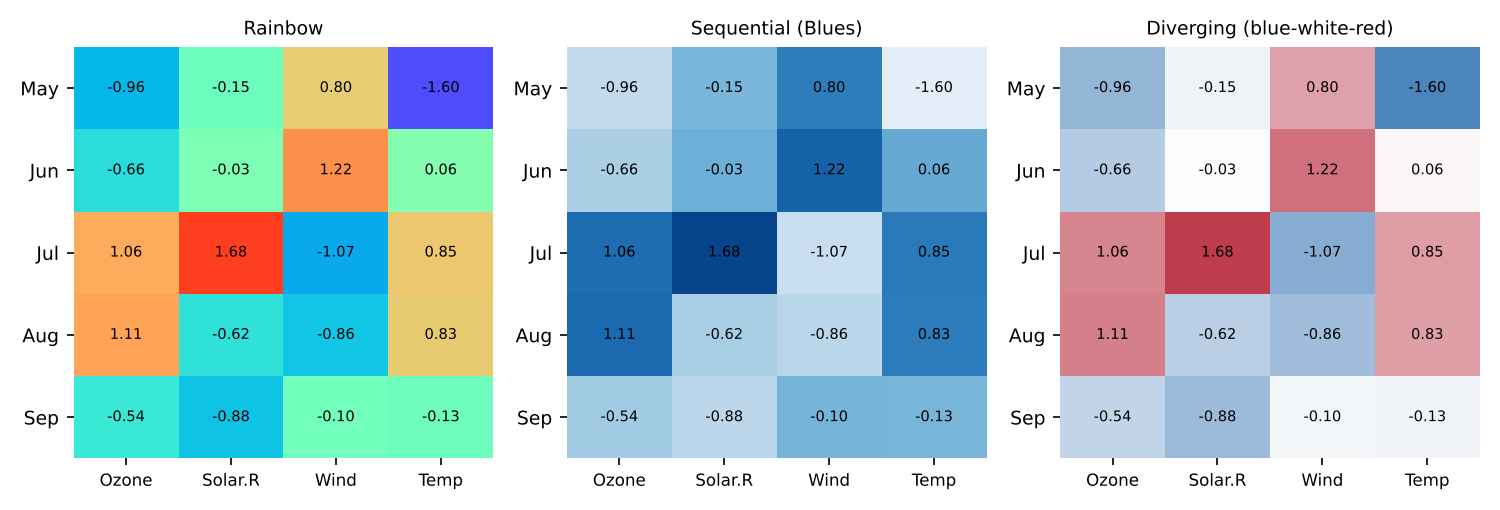 Rainbow
May -0.96 -0.15 0.80 -1.60
Jun -0.66 -0.03 1.22 0.06
Jul 1.06 1.68 -1.07 0.85
Aug 1.11 -0.62 -0.86 0.83
Sep -0.54 -0.88 -0.10 -0.13
Ozone Solar.R Wind Temp
Sequential (Blues)
May -0.96 -0.15 0.80 -1.60
Jun -0.66 -0.03 1.22 0.06
Jul 1.06 1.68 -1.07 0.85
Aug 1.11 -0.62 -0.86 0.83
Sep -0.54 -0.88 -0.10 -0.13
Ozone Solar.R Wind Temp
Diverging (blue-white-red)
May -0.96 -0.15 0.80 -1.60
Jun -0.66 -0.03 1.22 0.06
Jul 1.06 1.68 -1.07 0.85
Aug 1.11 -0.62 -0.86 0.83
Sep -0.54 -0.88 -0.10 -0.13
Ozone Solar.R Wind Temp